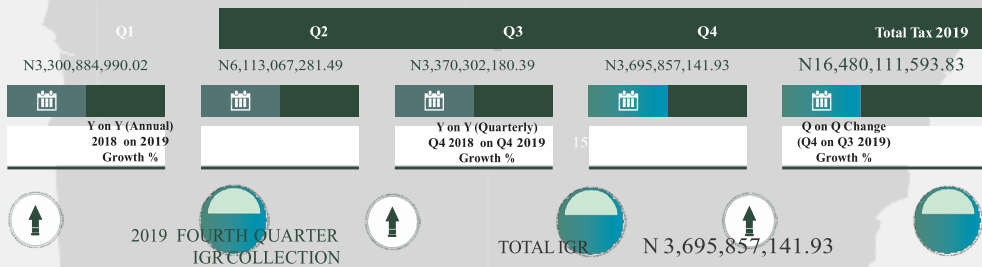 Q1 Q2 Q3 Q4 Total Tax 2019
N3,300,884,990.02 N6,113,067,281.49 N3,370,302,180.39 N3,695,857,141.93 N16,480,111,593.83
Y on Y (Annual)
2018 on 2019
Growth %
Y on Y (Quarterly)
Q4 2018 on Q4 2019
Growth %
15
Q on Q Change
(Q4 on Q3 2019)
Growth %
2019 FOURTH QUARTER
IGR COLLECTION
TOTAL IGR N 3,695,857,141.93